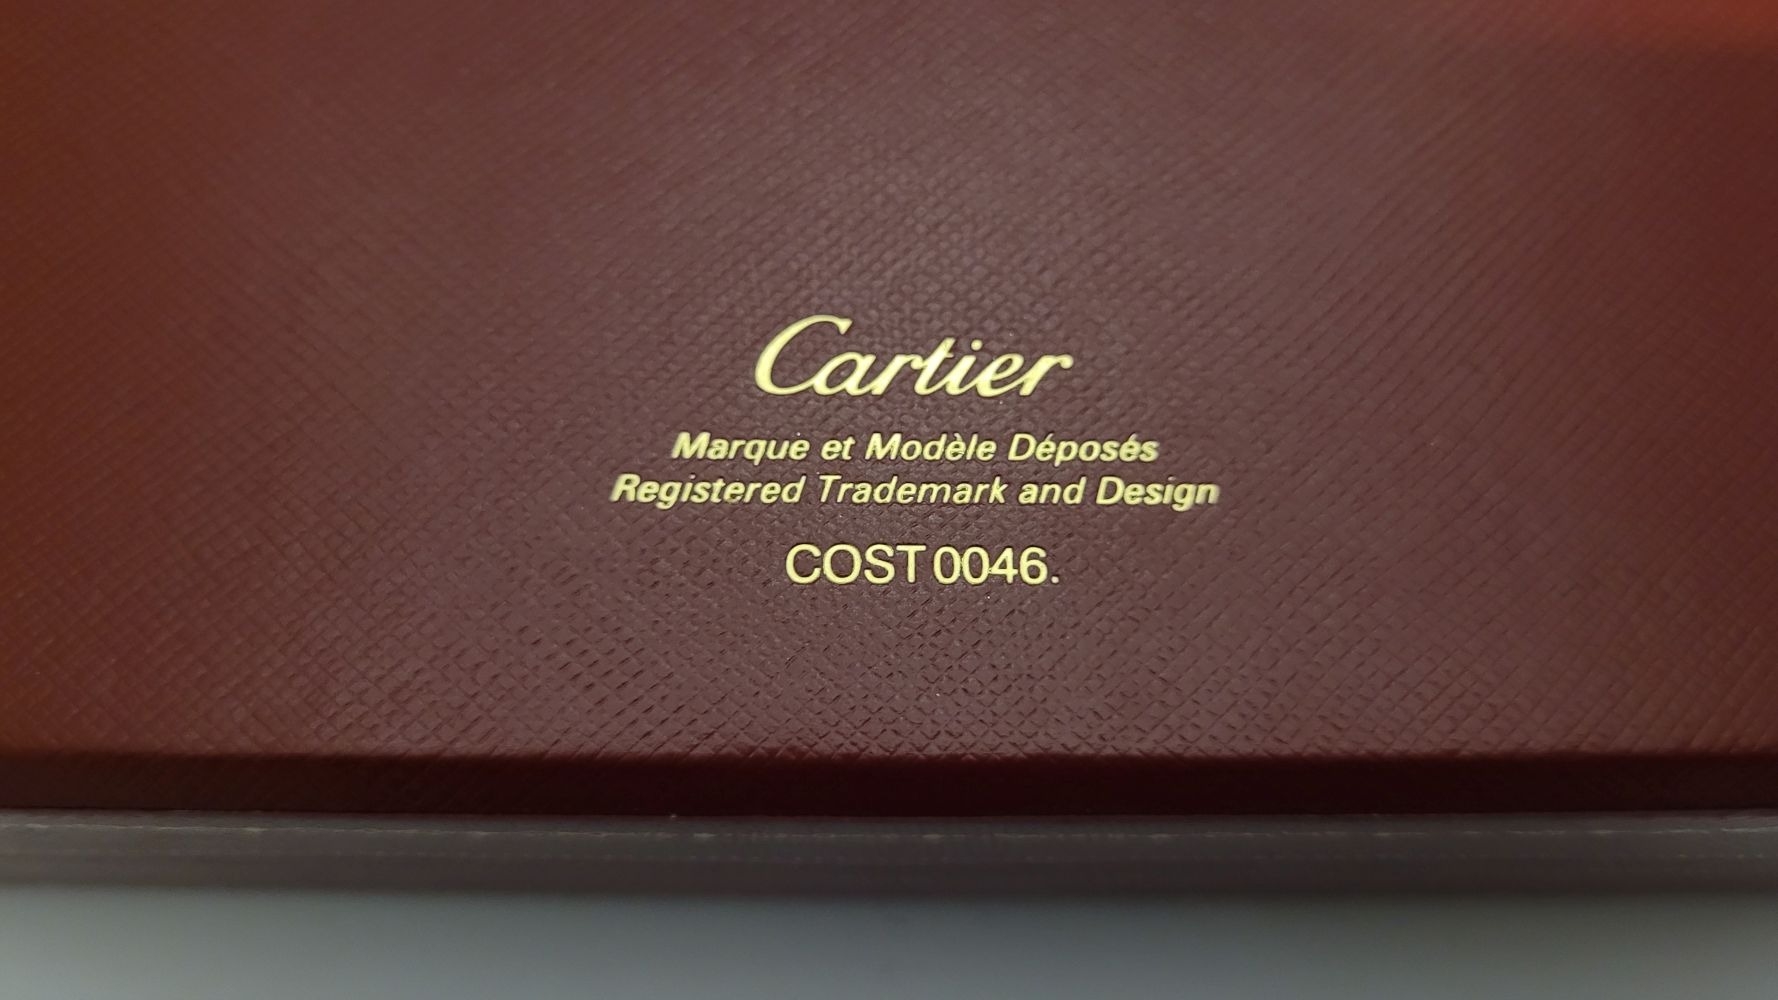 Cartier
Marque et Modèle Déposés
Registered Trademark and Design
COST 0046.